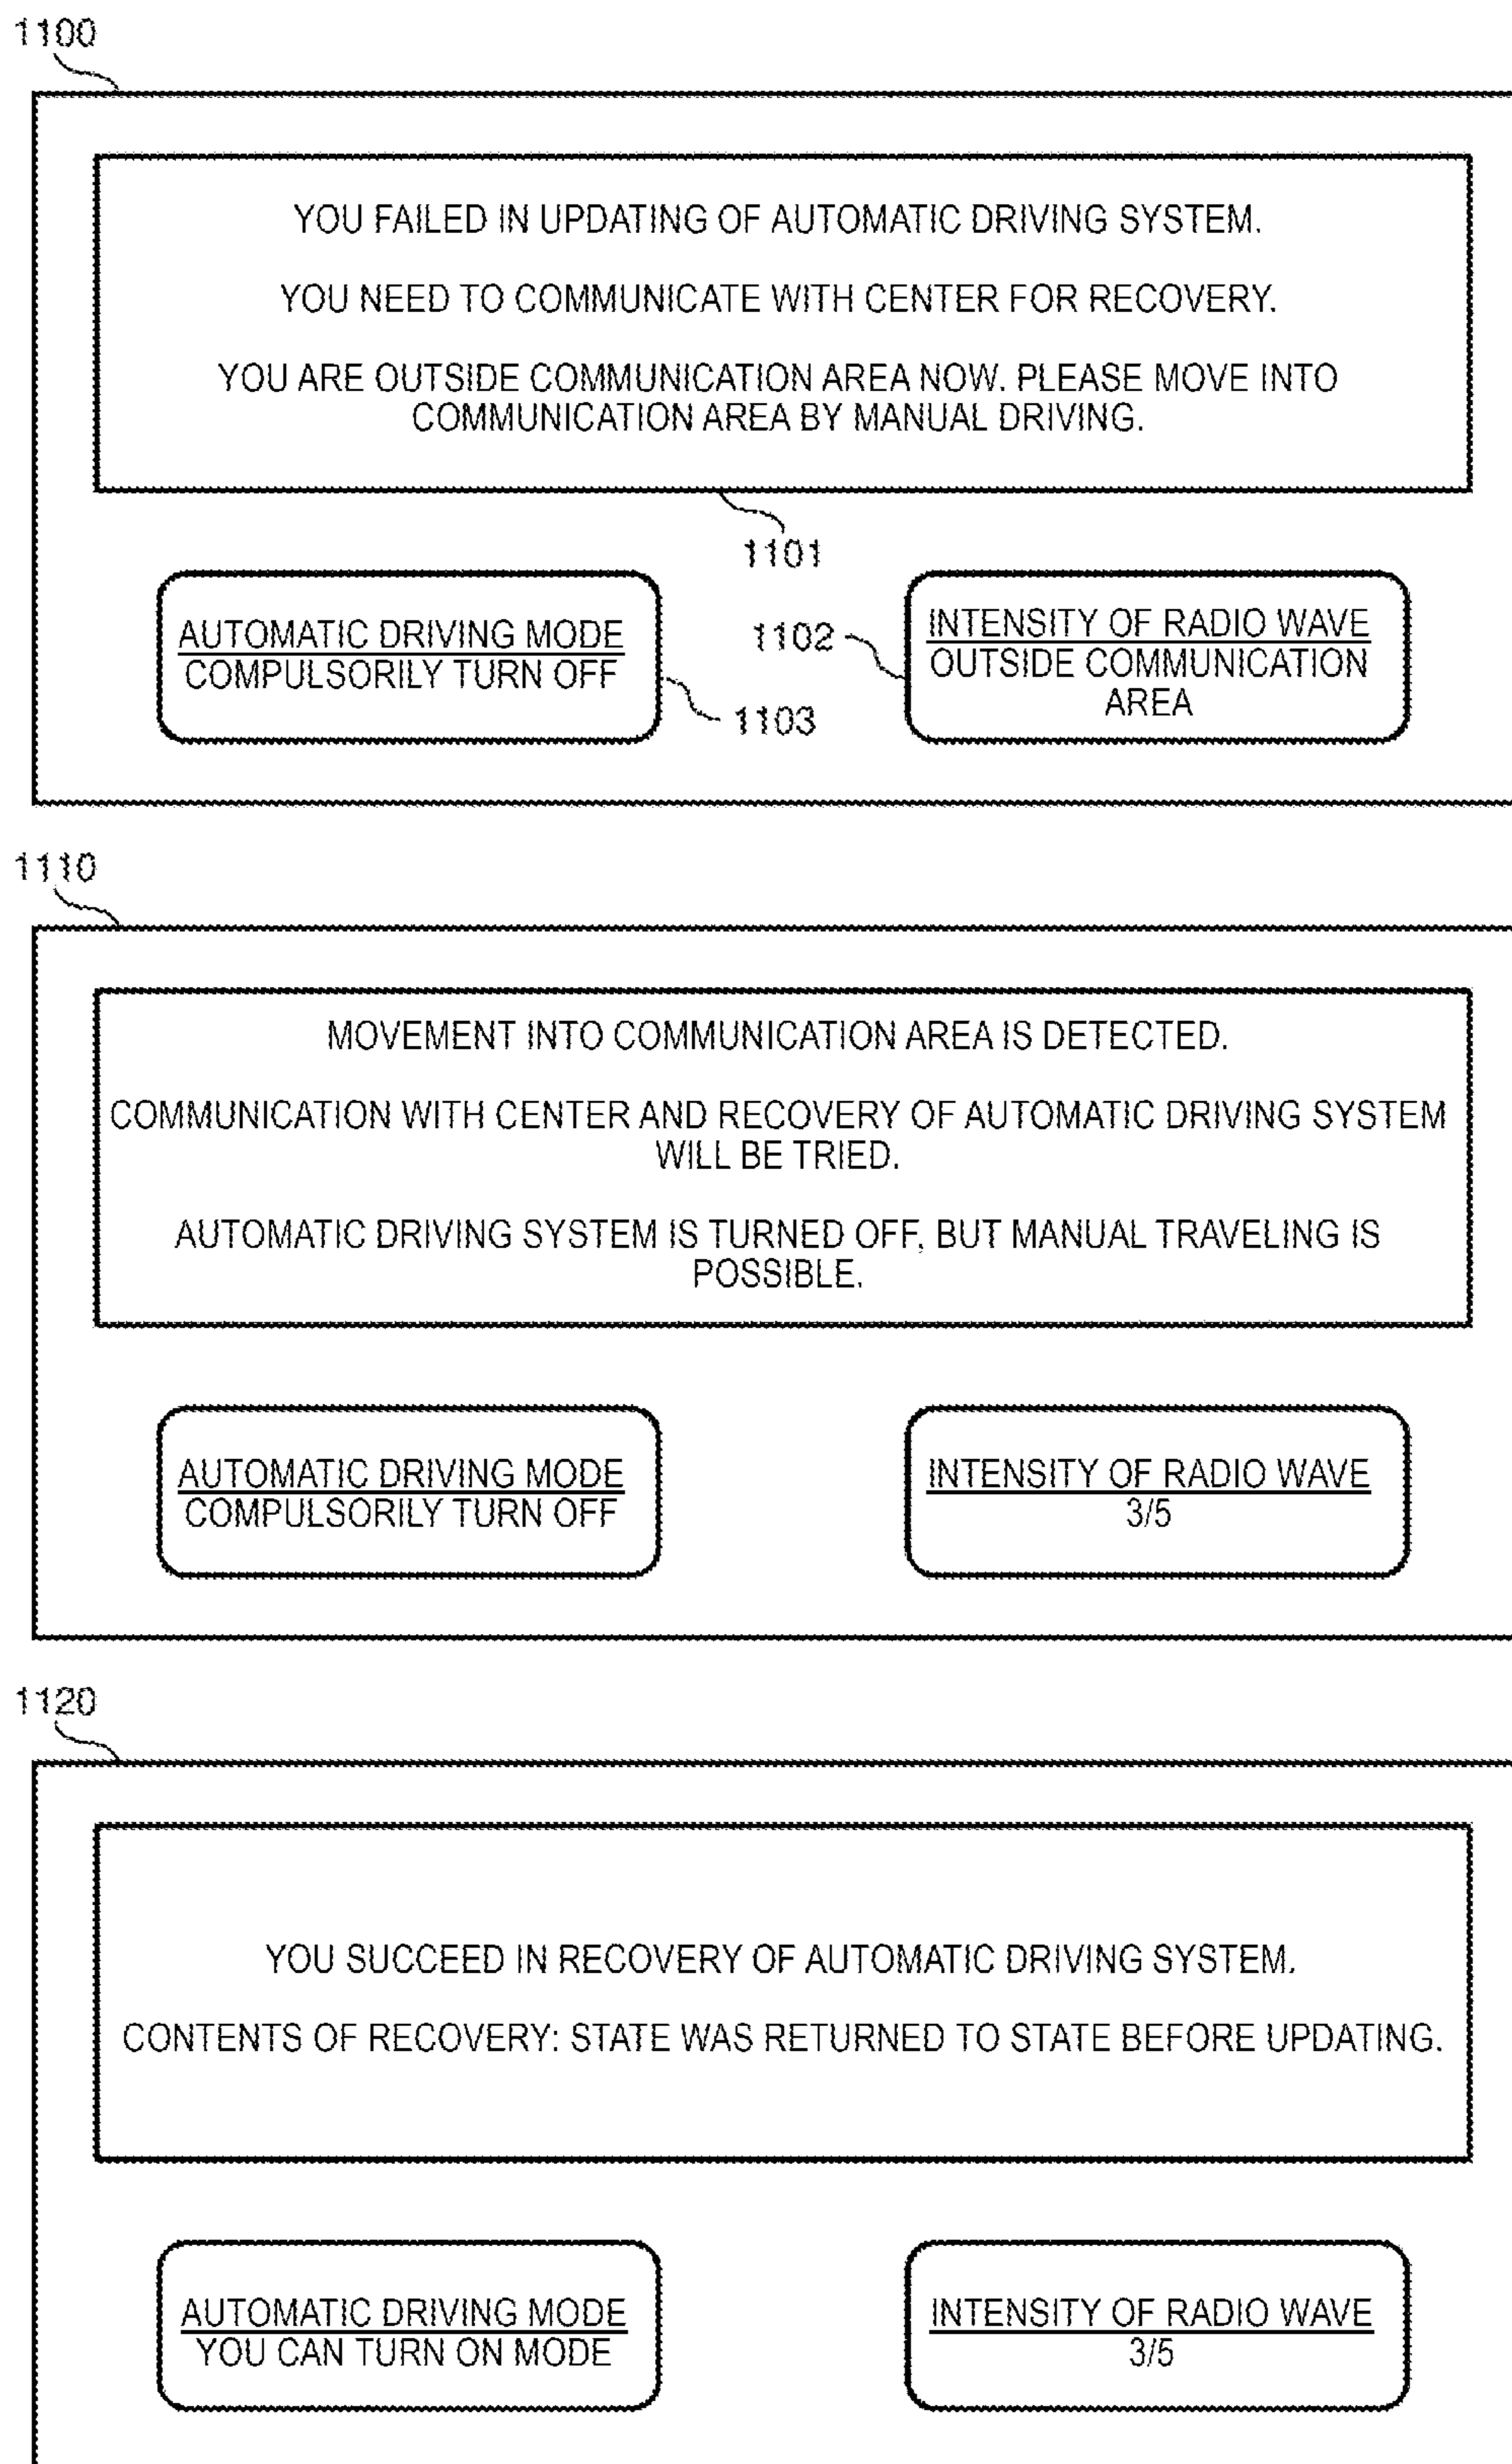 1100
YOU FAILED IN UPDATING OF AUTOMATIC DRIVING SYSTEM.
YOU NEED TO COMMUNICATE WITH CENTER FOR RECOVERY.
YOU ARE OUTSIDE COMMUNICATION AREA NOW. PLEASE MOVE INTO
COMMUNICATION AREA BY MANUAL DRIVING.
1101
AUTOMATIC DRIVING MODE
COMPULSORILY TURN OFF
1103
1102
INTENSITY OF RADIO WAVE
OUTSIDE COMMUNICATION
AREA
1110
MOVEMENT INTO COMMUNICATION AREA IS DETECTED.
COMMUNICATION WITH CENTER AND RECOVERY OF AUTOMATIC DRIVING SYSTEM
WILL BE TRIED.
AUTOMATIC DRIVING SYSTEM IS TURNED OFF, BUT MANUAL TRAVELING IS
POSSIBLE.
AUTOMATIC DRIVING MODE
COMPULSORILY TURN OFF
INTENSITY OF RADIO WAVE
3/5
1120
YOU SUCCEED IN RECOVERY OF AUTOMATIC DRIVING SYSTEM.
CONTENTS OF RECOVERY: STATE WAS RETURNED TO STATE BEFORE UPDATING.
AUTOMATIC DRIVING MODE
YOU CAN TURN ON MODE
INTENSITY OF RADIO WAVE
3/5